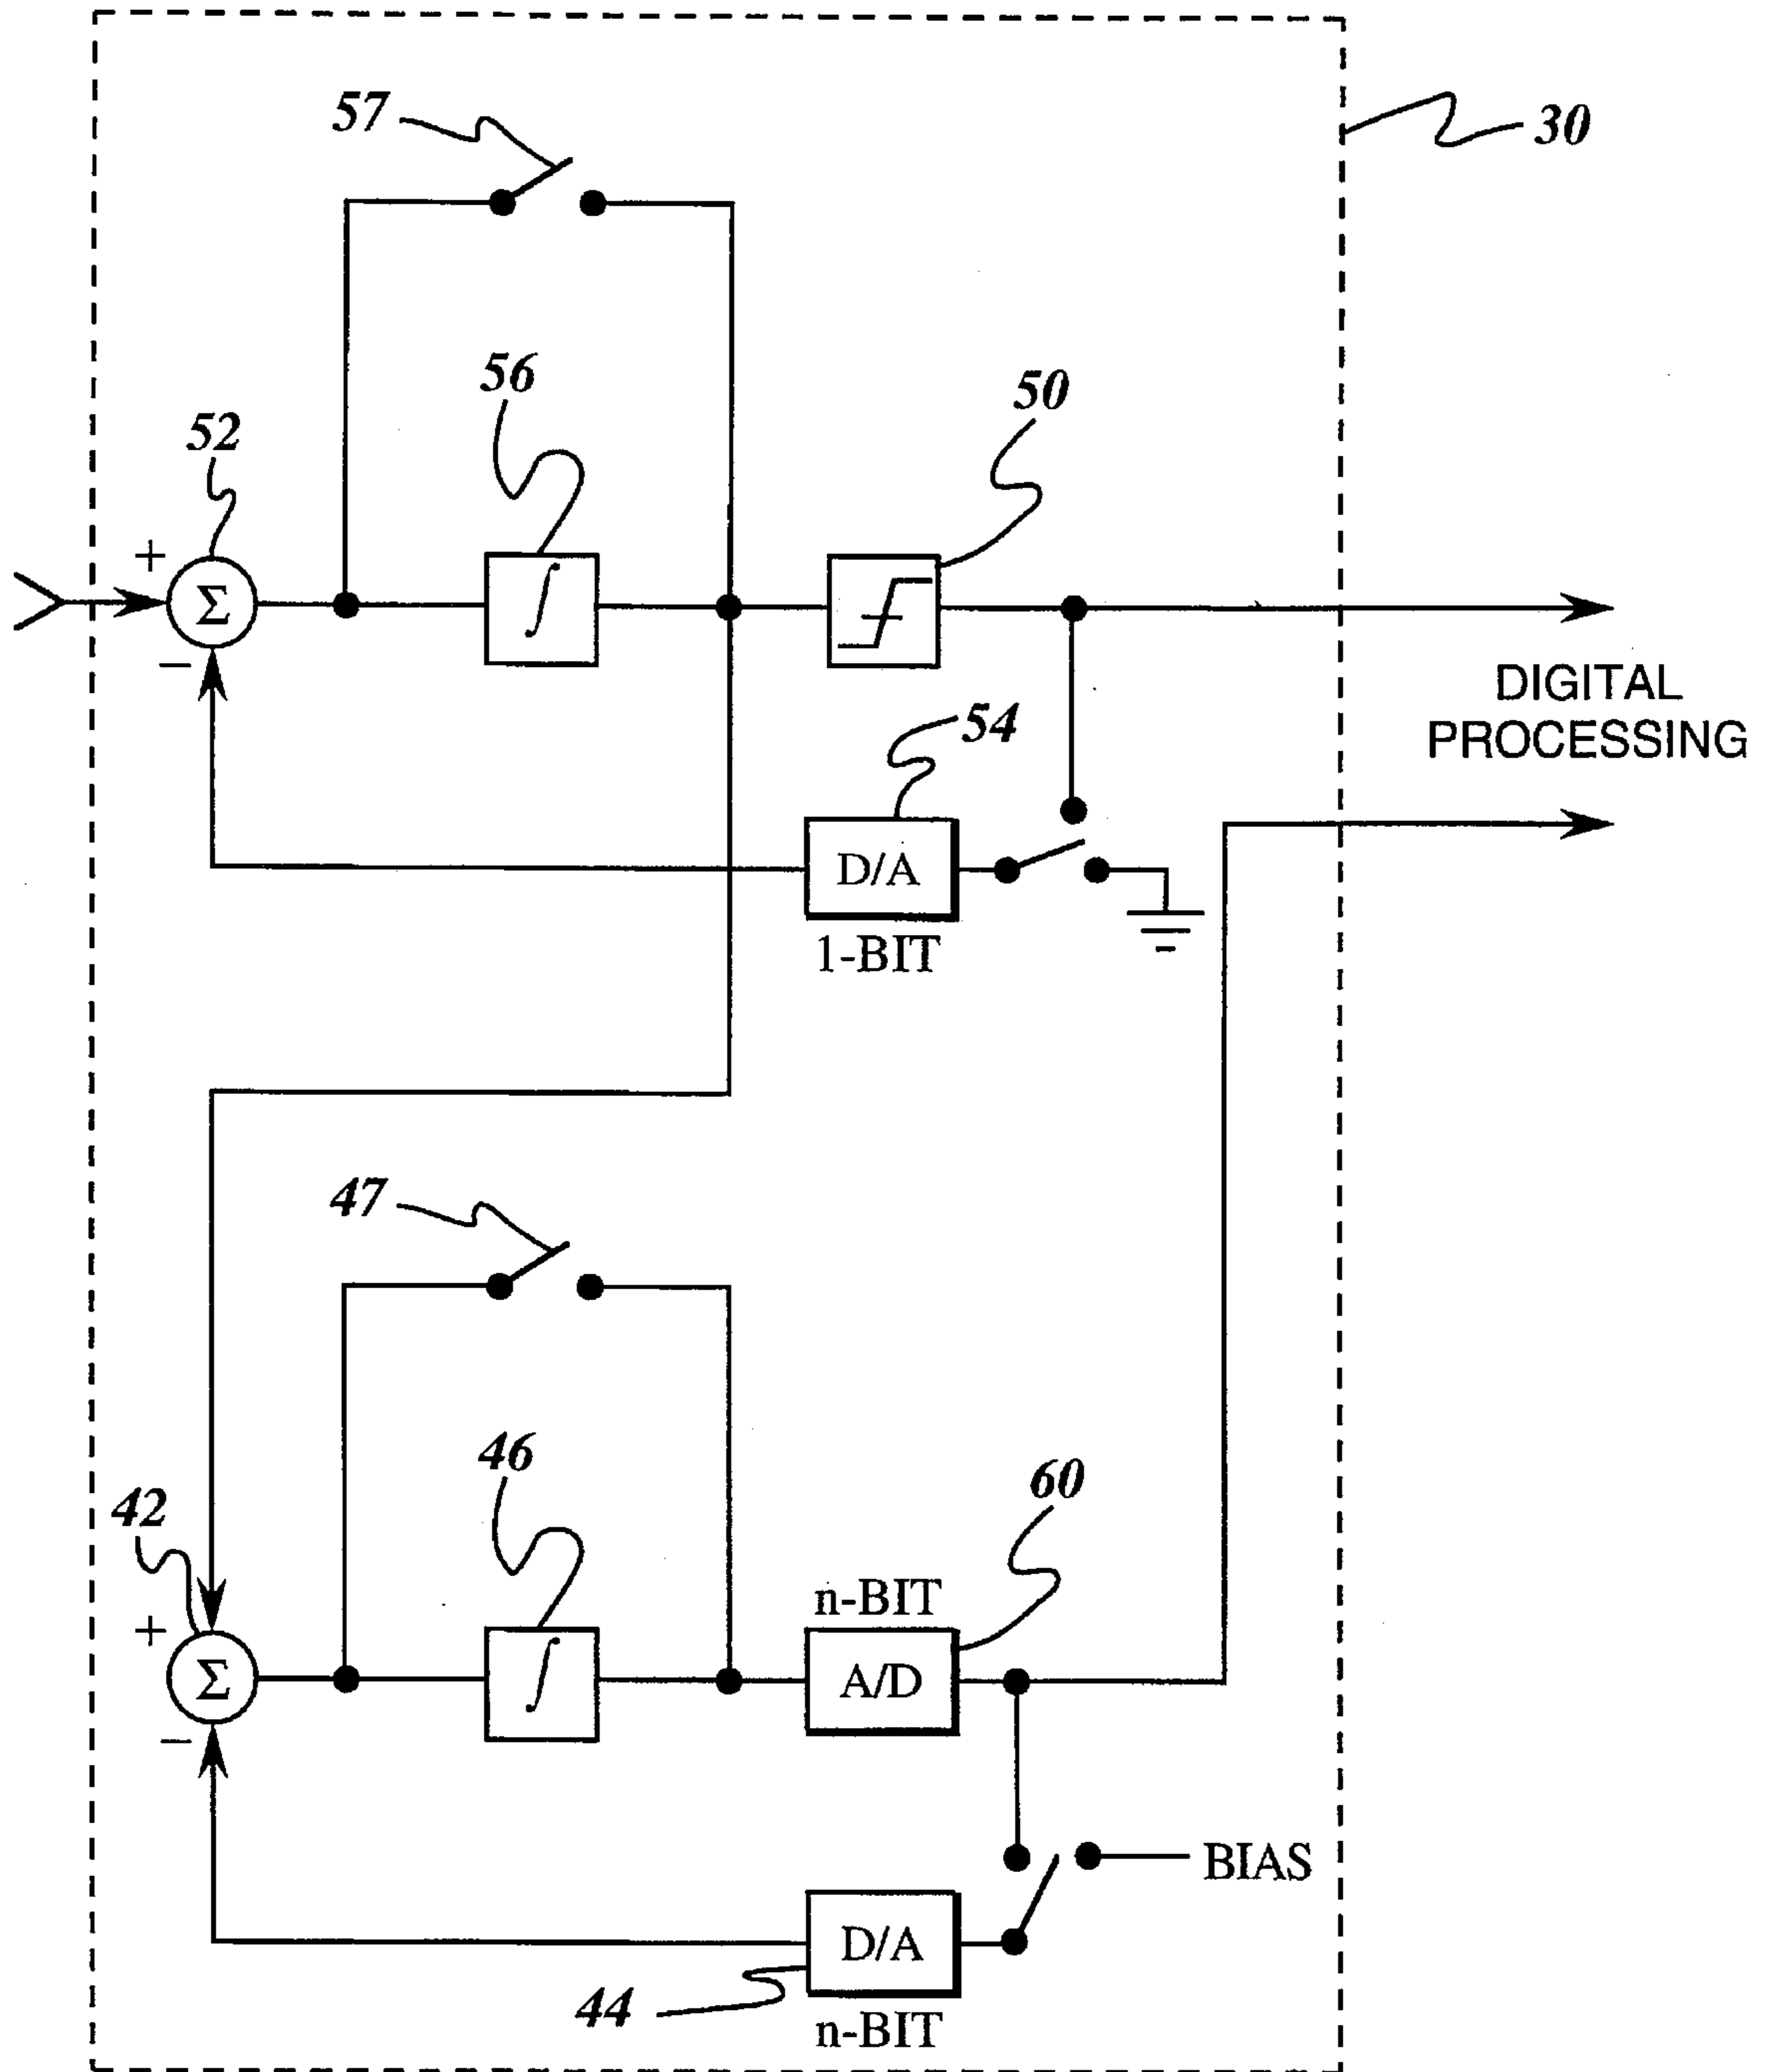 57
30
56
50
52
+
Σ
∫
−
DIGITAL
PROCESSING
54
D/A
1-BIT
47
46
60
42
n-BIT
+
Σ
∫
A/D
−
BIAS
D/A
44
n-BIT